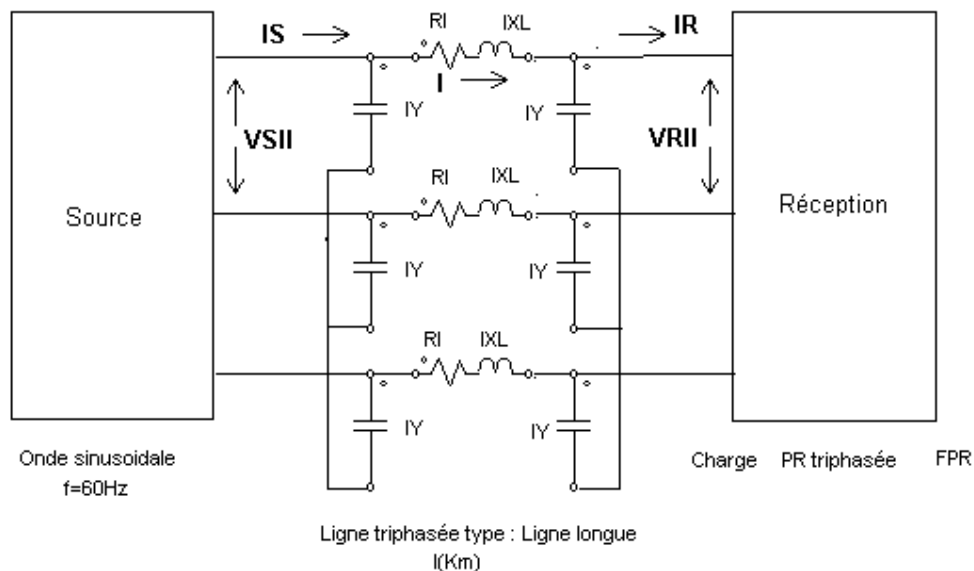 IS
RI
IXL
IR
I
IY
IY
VSII
VRII
RI
IXL
Source
Réception
IY
IY
RI
IXL
IY
IY
Onde sinusoidale
f=60Hz
Charge PR triphasée FPR
Ligne triphasée type : Ligne longue
l(Km)